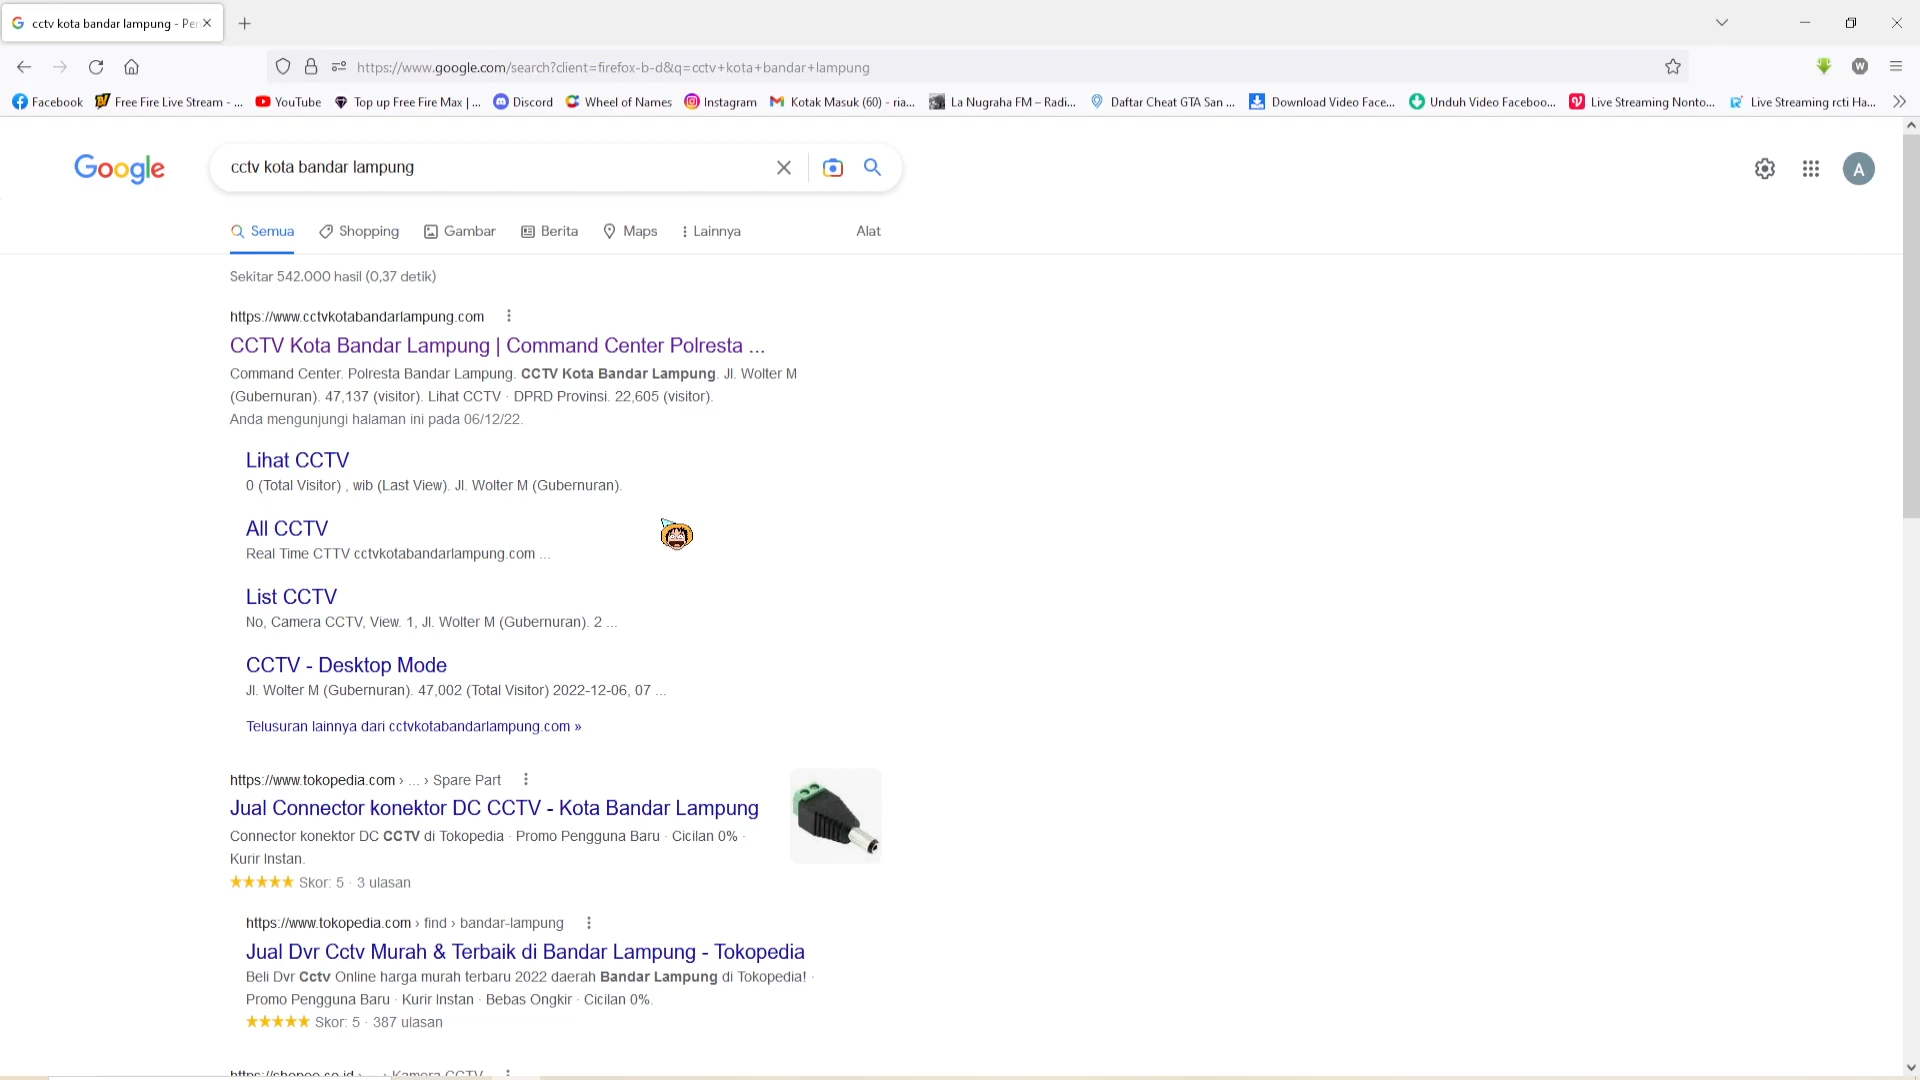 cctv kota bandar lampung - Pe
https://www.google.com/search?client=firefox-b-d&q=cctv+kota+bandar+lampung
Facebook
Free Fire Live Stream - ...
YouTube
Top up Free Fire Max | ...
Discord
Wheel of Names
Instagram
Kotak Masuk (60) - ria...
La Nugraha FM – Radi...
Daftar Cheat GTA San ...
Download Video Face...
Unduh Video Faceboo...
Live Streaming Nonto...
Live Streaming rcti Ha...
Google
cctv kota bandar lampung
A
Semua
Shopping
Gambar
Berita
Maps
Lainnya
Alat
Sekitar 542.000 hasil (0,37 detik)
https://www.cctvkotabandarlampung.com
CCTV Kota Bandar Lampung | Command Center Polresta ...
Command Center. Polresta Bandar Lampung. CCTV Kota Bandar Lampung. Jl. Wolter M
(Gubernuran). 47,137 (visitor). Lihat CCTV · DPRD Provinsi. 22,605 (visitor).
Anda mengunjungi halaman ini pada 06/12/22.
Lihat CCTV
0 (Total Visitor) , wib (Last View). Jl. Wolter M (Gubernuran).
All CCTV
Real Time CTTV cctvkotabandarlampung.com ...
List CCTV
No, Camera CCTV, View. 1, Jl. Wolter M (Gubernuran). 2 ...
CCTV - Desktop Mode
Jl. Wolter M (Gubernuran). 47,002 (Total Visitor) 2022-12-06, 07 ...
Telusuran lainnya dari cctvkotabandarlampung.com »
https://www.tokopedia.com › ... › Spare Part
Jual Connector konektor DC CCTV - Kota Bandar Lampung
Connector konektor DC CCTV di Tokopedia · Promo Pengguna Baru · Cicilan 0% ·
Kurir Instan.
★★★★★ Skor: 5 · 3 ulasan
https://www.tokopedia.com › find › bandar-lampung
Jual Dvr Cctv Murah & Terbaik di Bandar Lampung - Tokopedia
Beli Dvr Cctv Online harga murah terbaru 2022 daerah Bandar Lampung di Tokopedia! ·
Promo Pengguna Baru · Kurir Instan · Bebas Ongkir · Cicilan 0%.
★★★★★ Skor: 5 · 387 ulasan
https://shopee.co.id › ... › Kamera CCTV